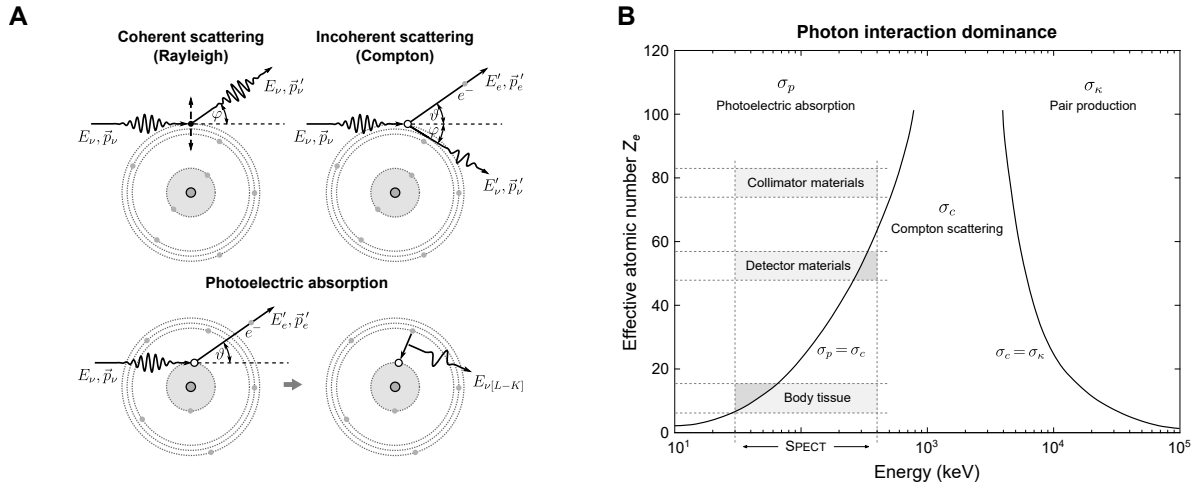 A
Coherent scattering
(Rayleigh)
Incoherent scattering
(Compton)
E_ν, p⃗_ν
φ
E_ν, p⃗′_ν
E_ν, p⃗_ν
e⁻
E′_e, p⃗′_e
ϑ
φ
E′_ν, p⃗′_ν
Photoelectric absorption
E_ν, p⃗_ν
e⁻
E′_e, p⃗′_e
ϑ
E_ν[L−K]
B
Photon interaction dominance
Effective atomic number Z_e
120
100
80
60
40
20
0
σ_p
Photoelectric absorption
σ_κ
Pair production
σ_c
Compton scattering
Collimator materials
Detector materials
Body tissue
σ_p = σ_c
σ_c = σ_κ
10¹ 10³ 10⁴ 10⁵
SPECT
Energy (keV)